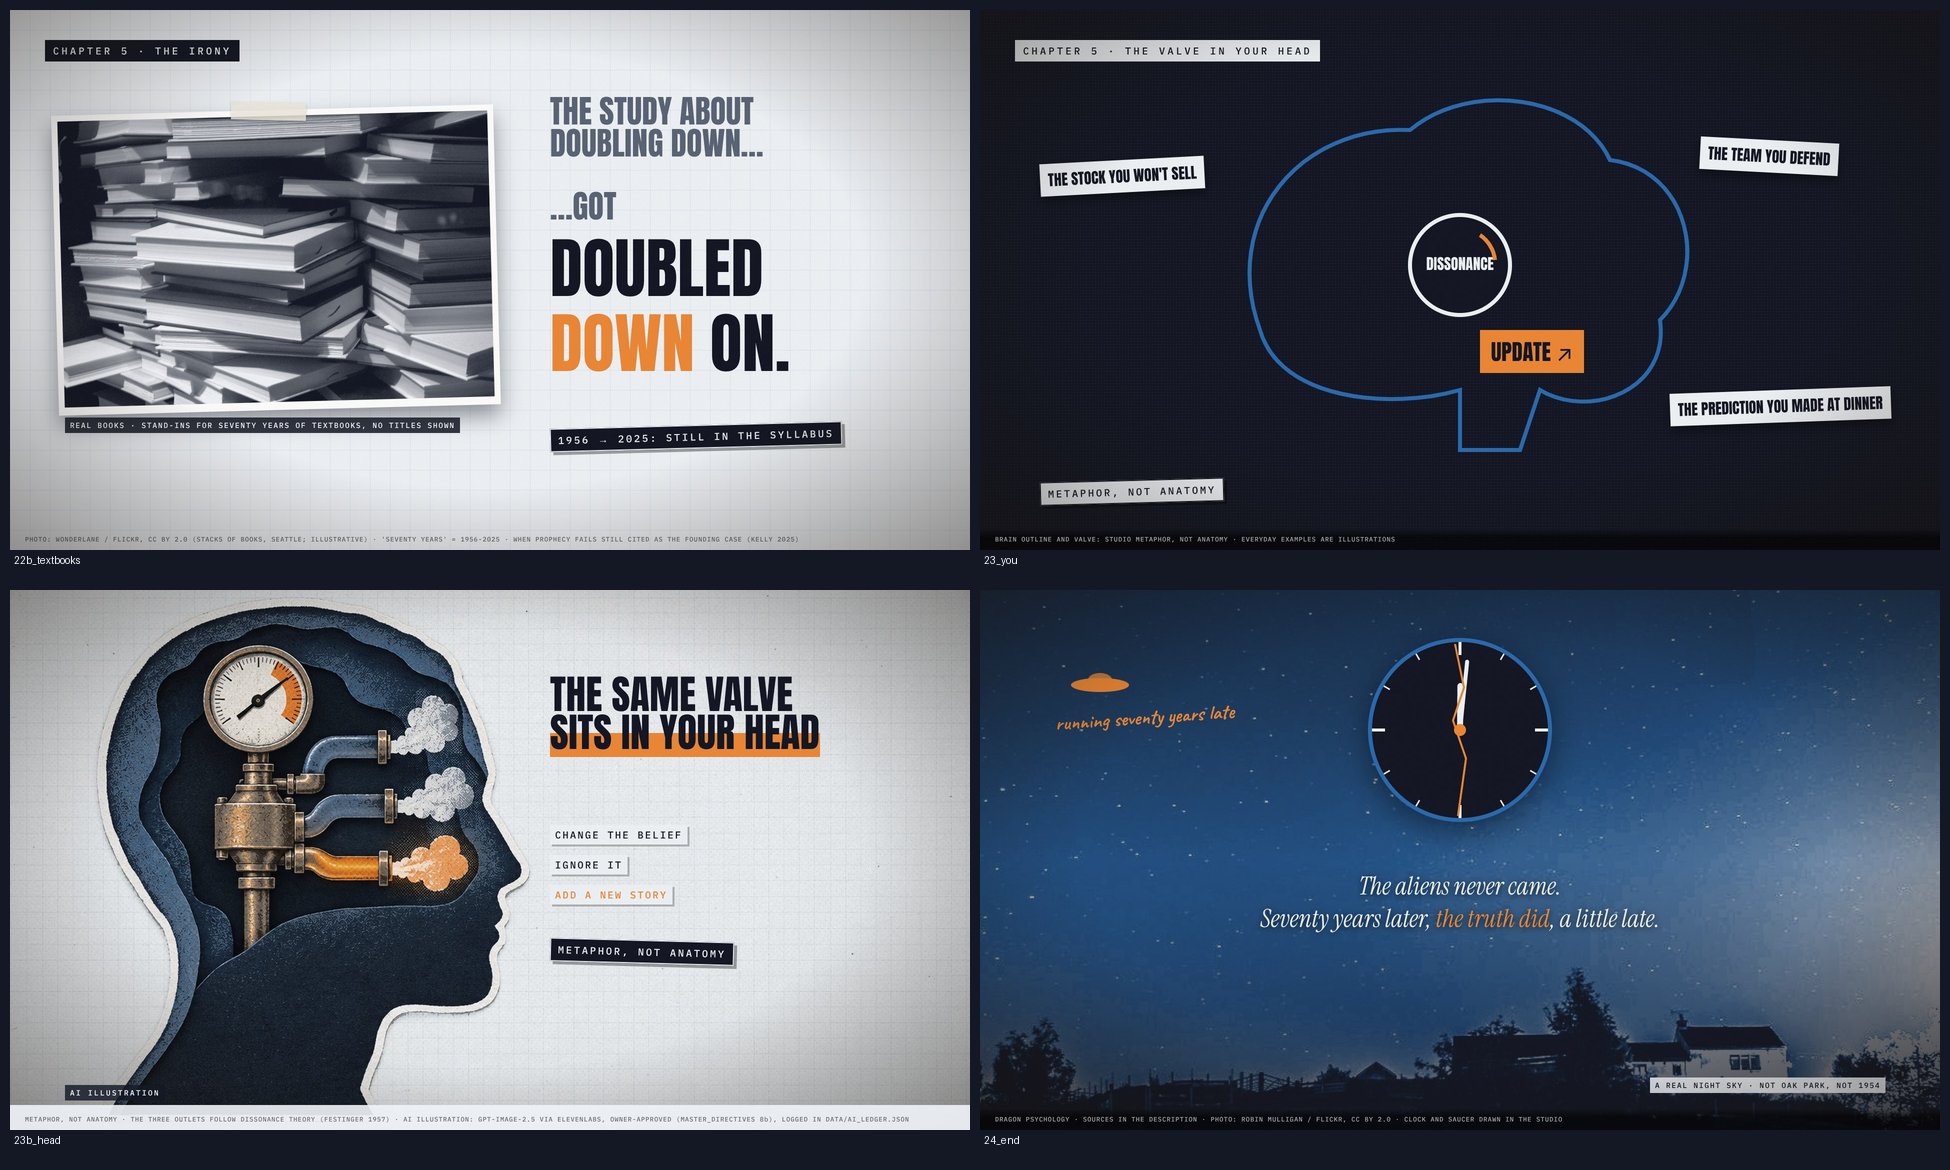 CHAPTER 5 · THE IRONY
THE STUDY ABOUT
DOUBLING DOWN...
...GOT
DOUBLED
DOWN ON.
REAL BOOKS · STAND-INS FOR SEVENTY YEARS OF TEXTBOOKS, NO TITLES SHOWN
1956 → 2025: STILL IN THE SYLLABUS
PHOTO: WONDERLANE / FLICKR, CC BY 2.0 (STACKS OF BOOKS, SEATTLE; ILLUSTRATIVE) · 'SEVENTY YEARS' = 1956-2025 · WHEN PROPHECY FAILS STILL CITED AS THE FOUNDING CASE (KELLY 2025)
22b_textbooks
CHAPTER 5 · THE VALVE IN YOUR HEAD
THE STOCK YOU WON'T SELL
THE TEAM YOU DEFEND
DISSONANCE
UPDATE ↗
THE PREDICTION YOU MADE AT DINNER
METAPHOR, NOT ANATOMY
BRAIN OUTLINE AND VALVE: STUDIO METAPHOR, NOT ANATOMY · EVERYDAY EXAMPLES ARE ILLUSTRATIONS
23_you
THE SAME VALVE
SITS IN YOUR HEAD
CHANGE THE BELIEF
IGNORE IT
ADD A NEW STORY
METAPHOR, NOT ANATOMY
AI ILLUSTRATION
METAPHOR, NOT ANATOMY · THE THREE OUTLETS FOLLOW DISSONANCE THEORY (FESTINGER 1957) · AI ILLUSTRATION: GPT-IMAGE-2.5 VIA ELEVENLABS, OWNER-APPROVED (MASTER_DIRECTIVES 8b), LOGGED IN DATA/AI_LEDGER.JSON
23b_head
running seventy years late
The aliens never came.
Seventy years later, the truth did, a little late.
A REAL NIGHT SKY · NOT OAK PARK, NOT 1954
DRAGON PSYCHOLOGY · SOURCES IN THE DESCRIPTION · PHOTO: ROBIN MULLIGAN / FLICKR, CC BY 2.0 · CLOCK AND SAUCER DRAWN IN THE STUDIO
24_end